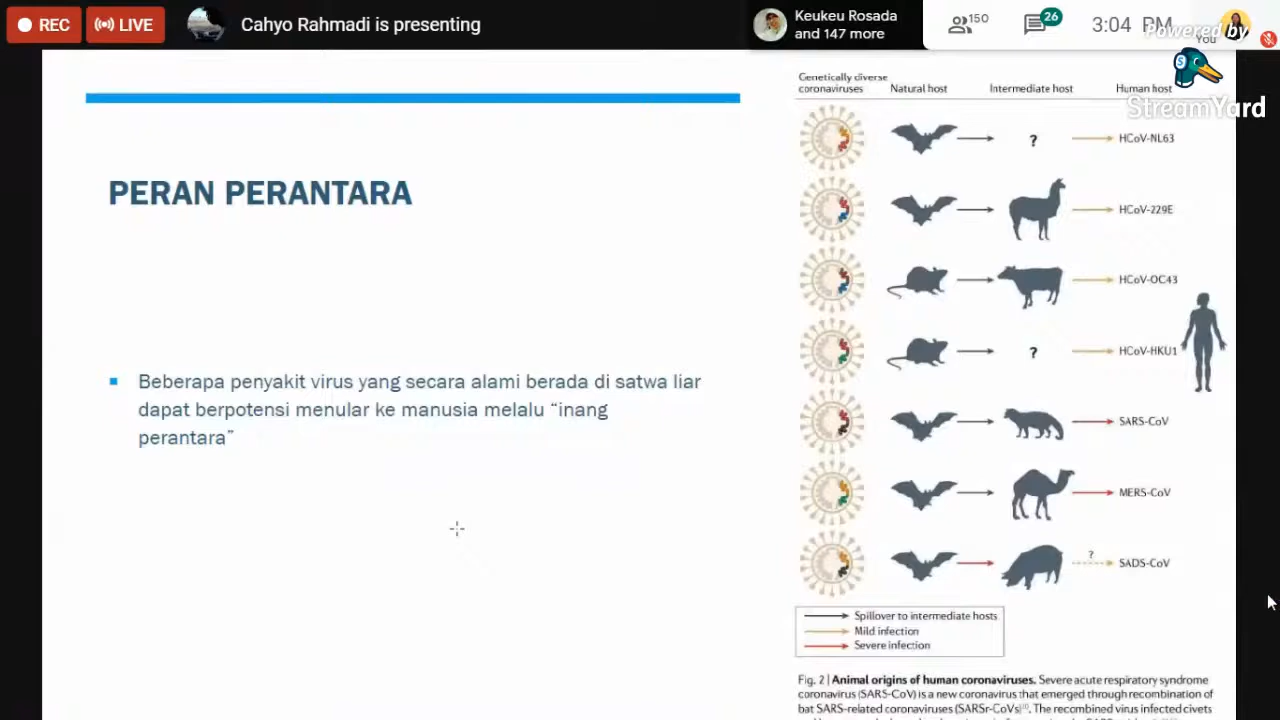 REC
LIVE
Cahyo Rahmadi is presenting
Keukeu Rosada
and 147 more
150
26
3:04 PM
You
Powered by
StreamYard
PERAN PERANTARA
Beberapa penyakit virus yang secara alami berada di satwa liar
dapat berpotensi menular ke manusia melalu “inang
perantara”
Genetically diverse
coronaviruses
Natural host
Intermediate host
Human host
?
HCoV-NL63
HCoV-229E
HCoV-OC43
?
HCoV-HKU1
SARS-CoV
MERS-CoV
?
SADS-CoV
Spillover to intermediate hosts
Mild infection
Severe infection
Fig. 2 | Animal origins of human coronaviruses. Severe acute respiratory syndrome
coronavirus (SARS-CoV) is a new coronavirus that emerged through recombination of
bat SARS-related coronaviruses (SARSr-CoVs). The recombined virus infected civets